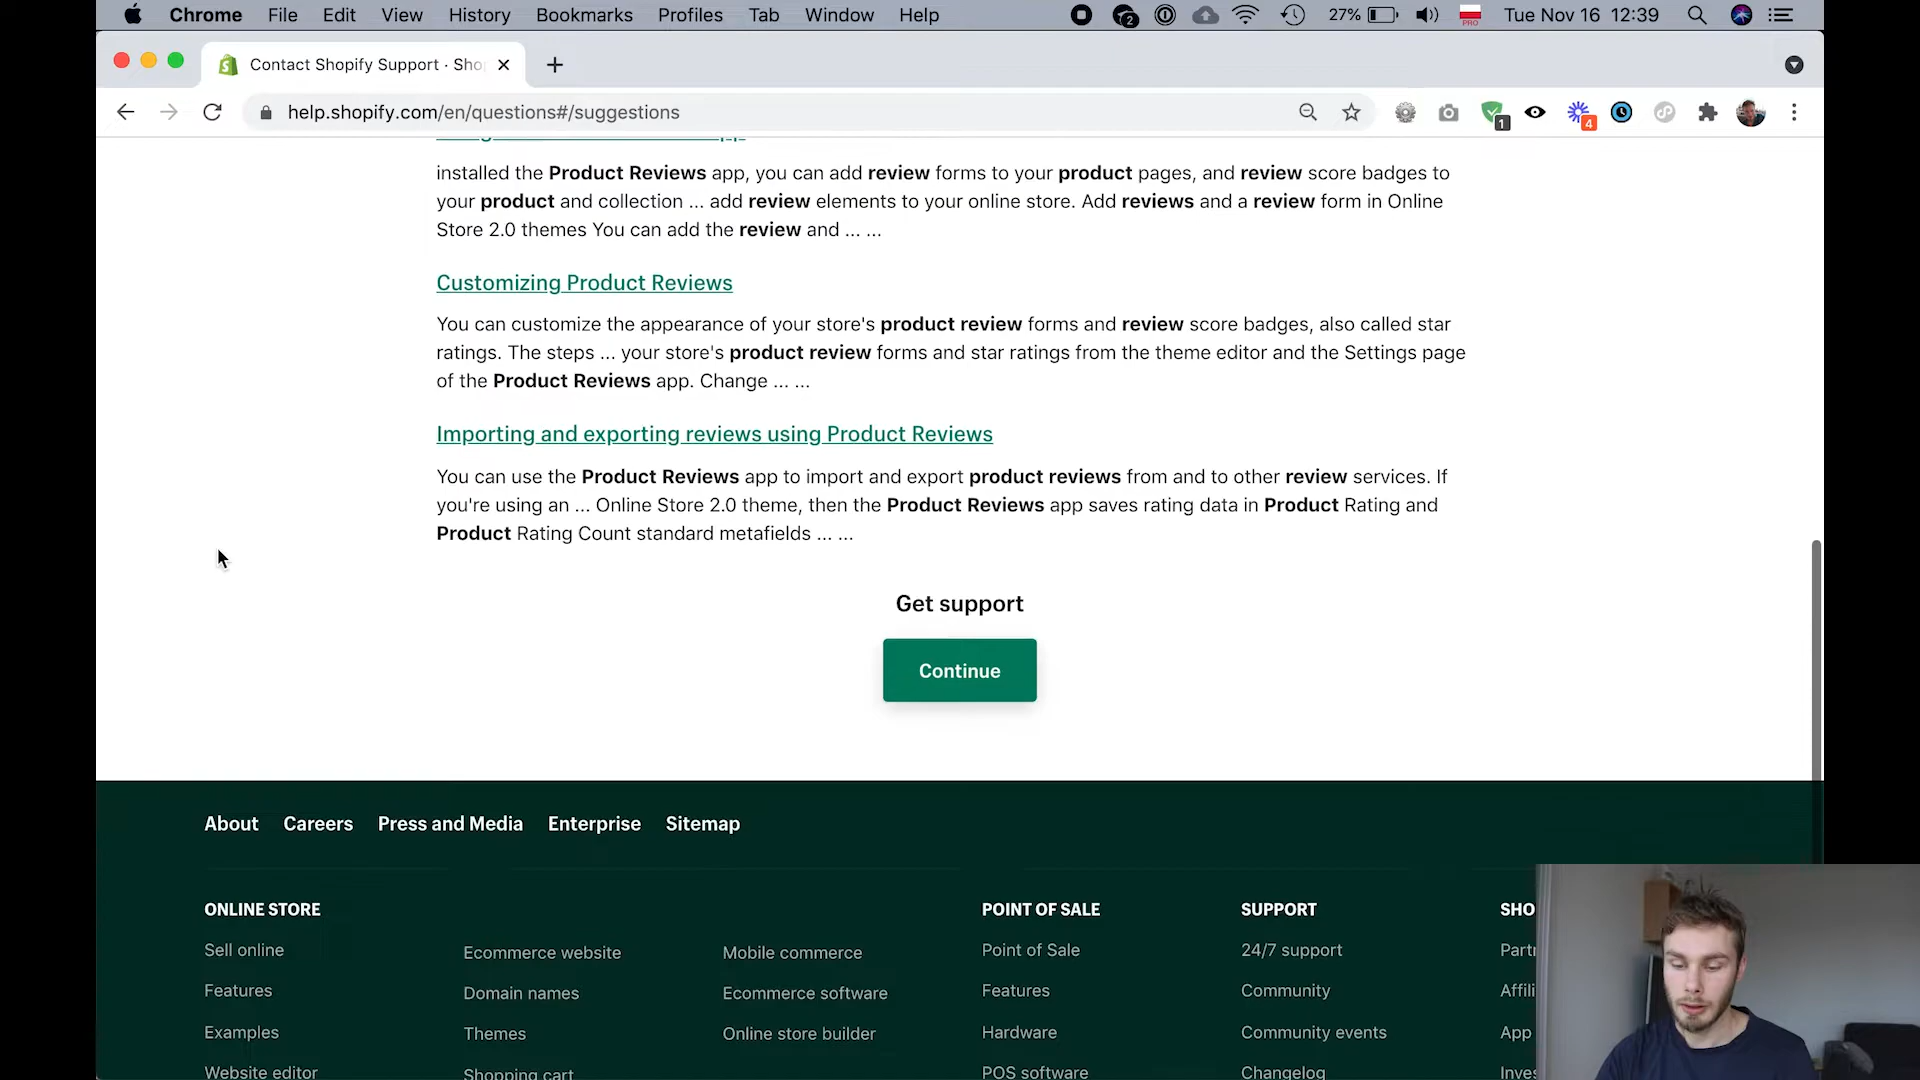 Chrome File Edit View History Bookmarks Profiles Tab Window Help 2 27% PRO Tue Nov 16 12:39
Contact Shopify Support · Sho
help.shopify.com/en/questions#/suggestions 1 4
installed the Product Reviews app, you can add review forms to your product pages, and review score badges to
your product and collection ... add review elements to your online store. Add reviews and a review form in Online
Store 2.0 themes You can add the review and ... ...
Customizing Product Reviews
You can customize the appearance of your store's product review forms and review score badges, also called star
ratings. The steps ... your store's product review forms and star ratings from the theme editor and the Settings page
of the Product Reviews app. Change ... ...
Importing and exporting reviews using Product Reviews
You can use the Product Reviews app to import and export product reviews from and to other review services. If
you're using an ... Online Store 2.0 theme, then the Product Reviews app saves rating data in Product Rating and
Product Rating Count standard metafields ... ...
Get support
Continue
About Careers Press and Media Enterprise Sitemap
ONLINE STORE POINT OF SALE SUPPORT SHO
Sell online Ecommerce website Mobile commerce Point of Sale 24/7 support Partn
Features Domain names Ecommerce software Features Community Affili
Examples Themes Online store builder Hardware Community events App
Website editor Shopping cart POS software Changelog Inves